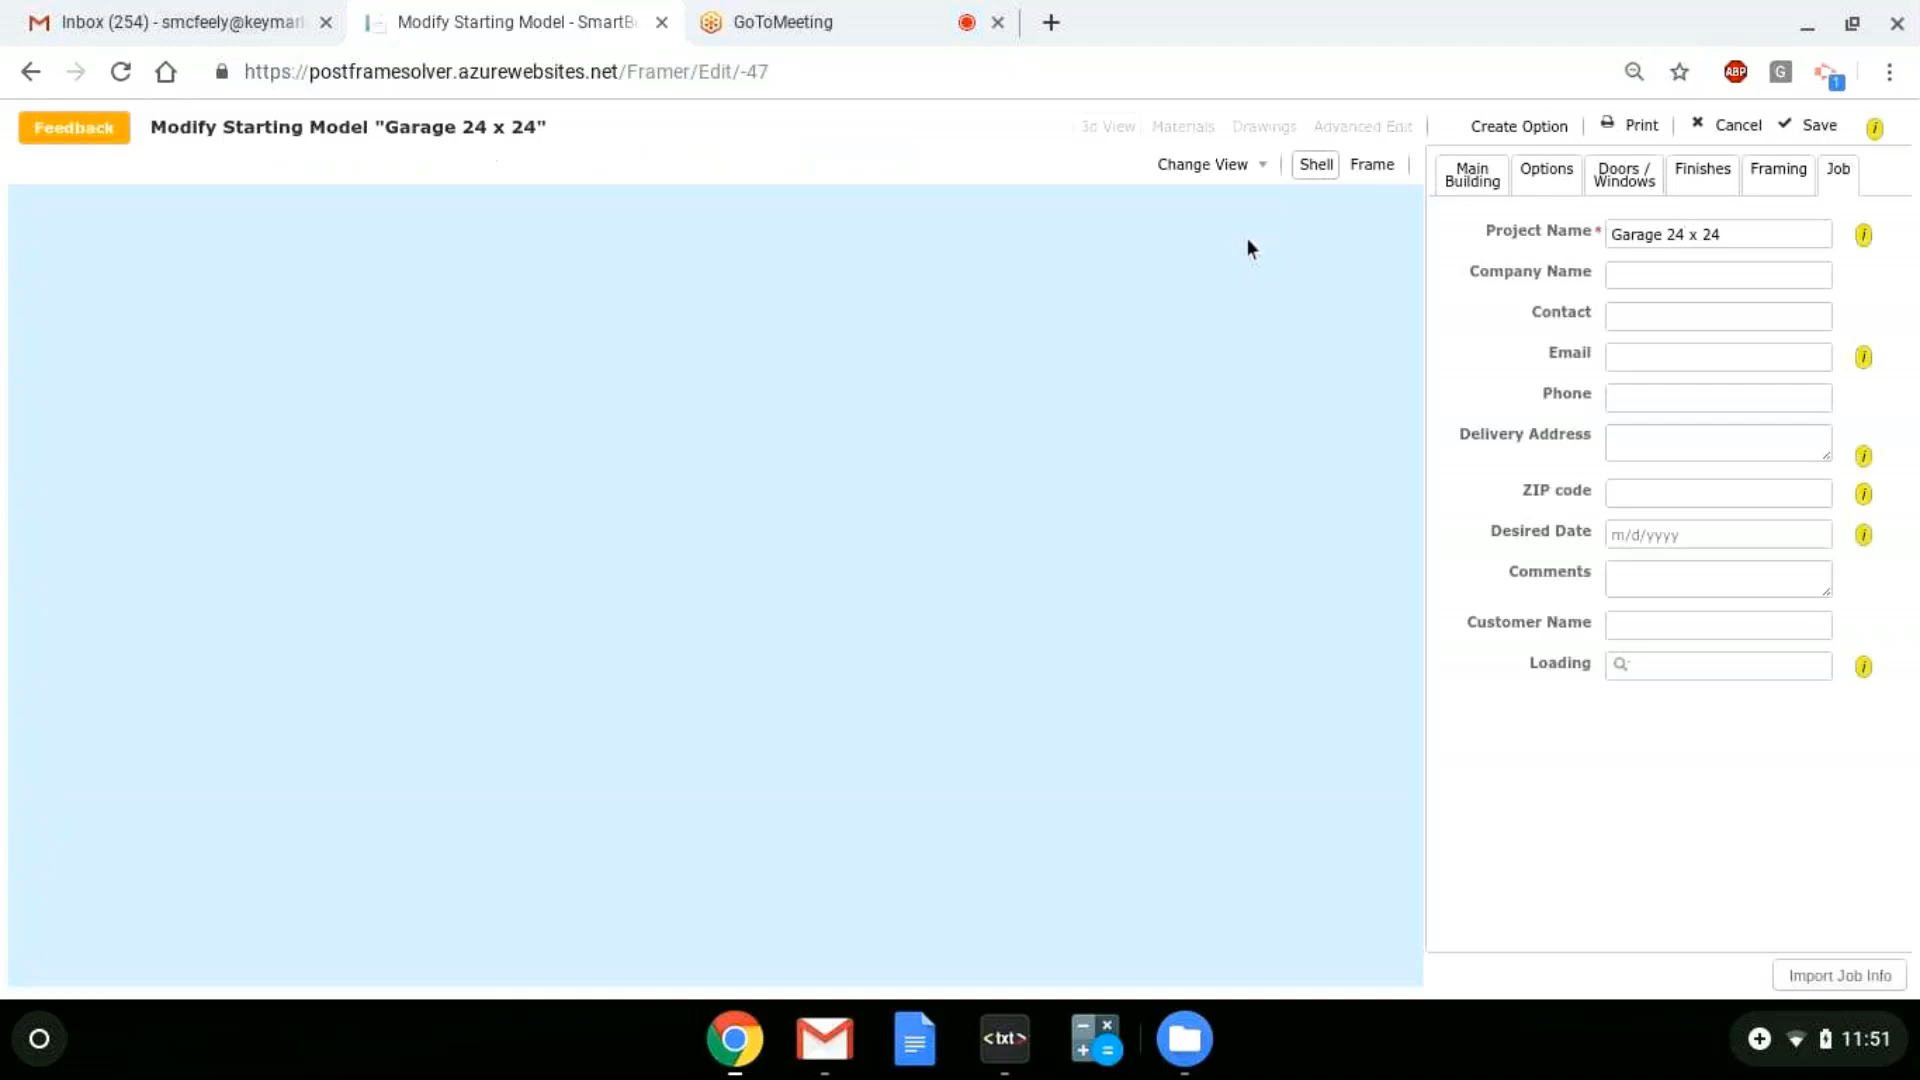 Inbox (254) - smcfeely@keymar
Modify Starting Model - SmartB
GoToMeeting
https://postframesolver.azurewebsites.net/Framer/Edit/-47
ABP
G
1
Feedback
Modify Starting Model "Garage 24 x 24"
3d View
Materials
Drawings
Advanced Edit
Create Option
Print
Cancel
Save
i
Change View
Shell
Frame
Main Building
Options
Doors / Windows
Finishes
Framing
Job
Project Name * Garage 24 x 24 i
Company Name
Contact
Email i
Phone
Delivery Address i
ZIP code i
Desired Date m/d/yyyy i
Comments
Customer Name
Loading i
Import Job Info
<txt>
11:51